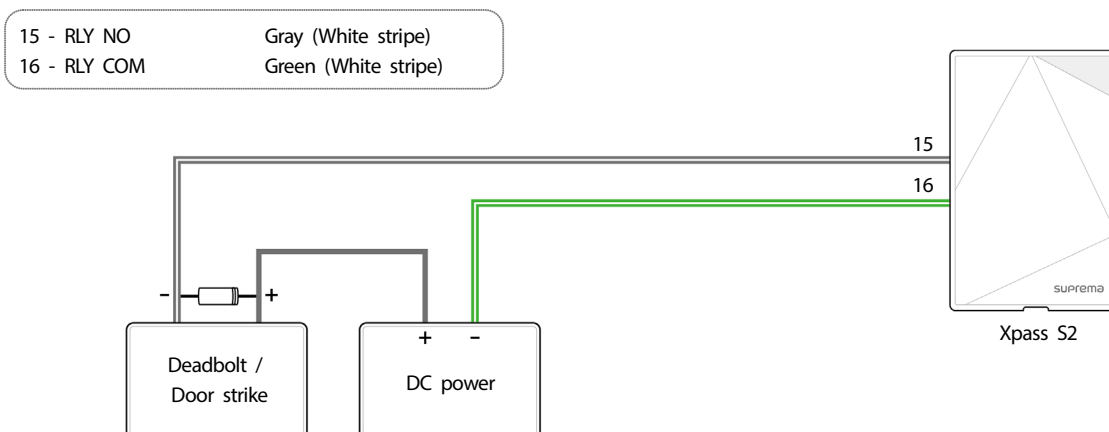 15 - RLY NO Gray (White stripe)
16 - RLY COM Green (White stripe)
15
16
- +
suprema
+ -
Xpass S2
Deadbolt /
Door strike
DC power